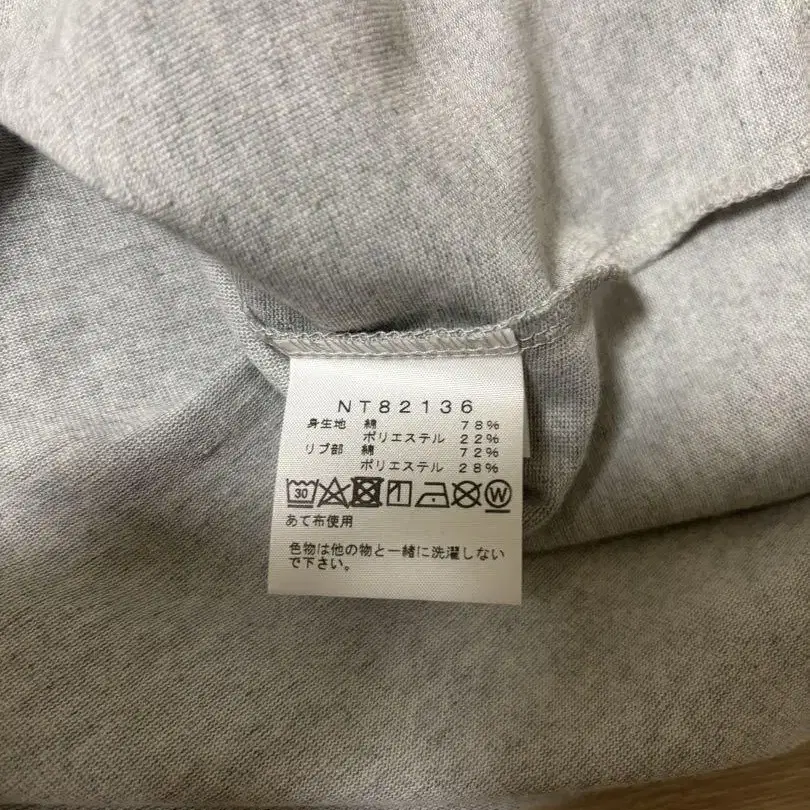 NT82136
身生地 綿 78%
ポリエステル 22%
リブ部 綿 72%
ポリエステル 28%
30 W
あて布使用
色物は他の物と一緒に洗濯しない
で下さい。